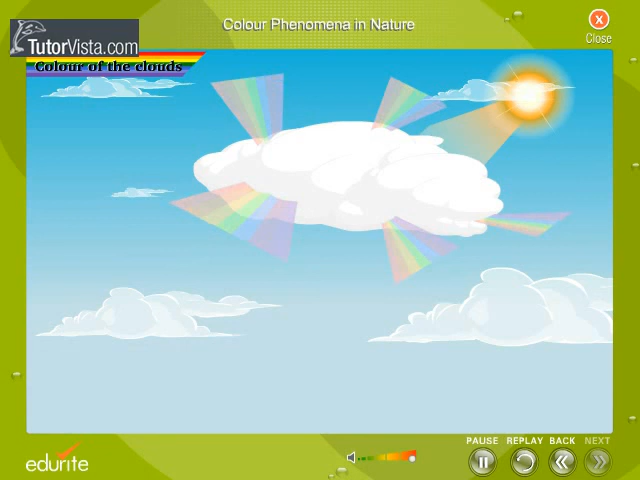 Colour Phenomena in Nature
X
Close
TutorVista.com
Colour of the clouds
PAUSE REPLAY BACK NEXT
edurite